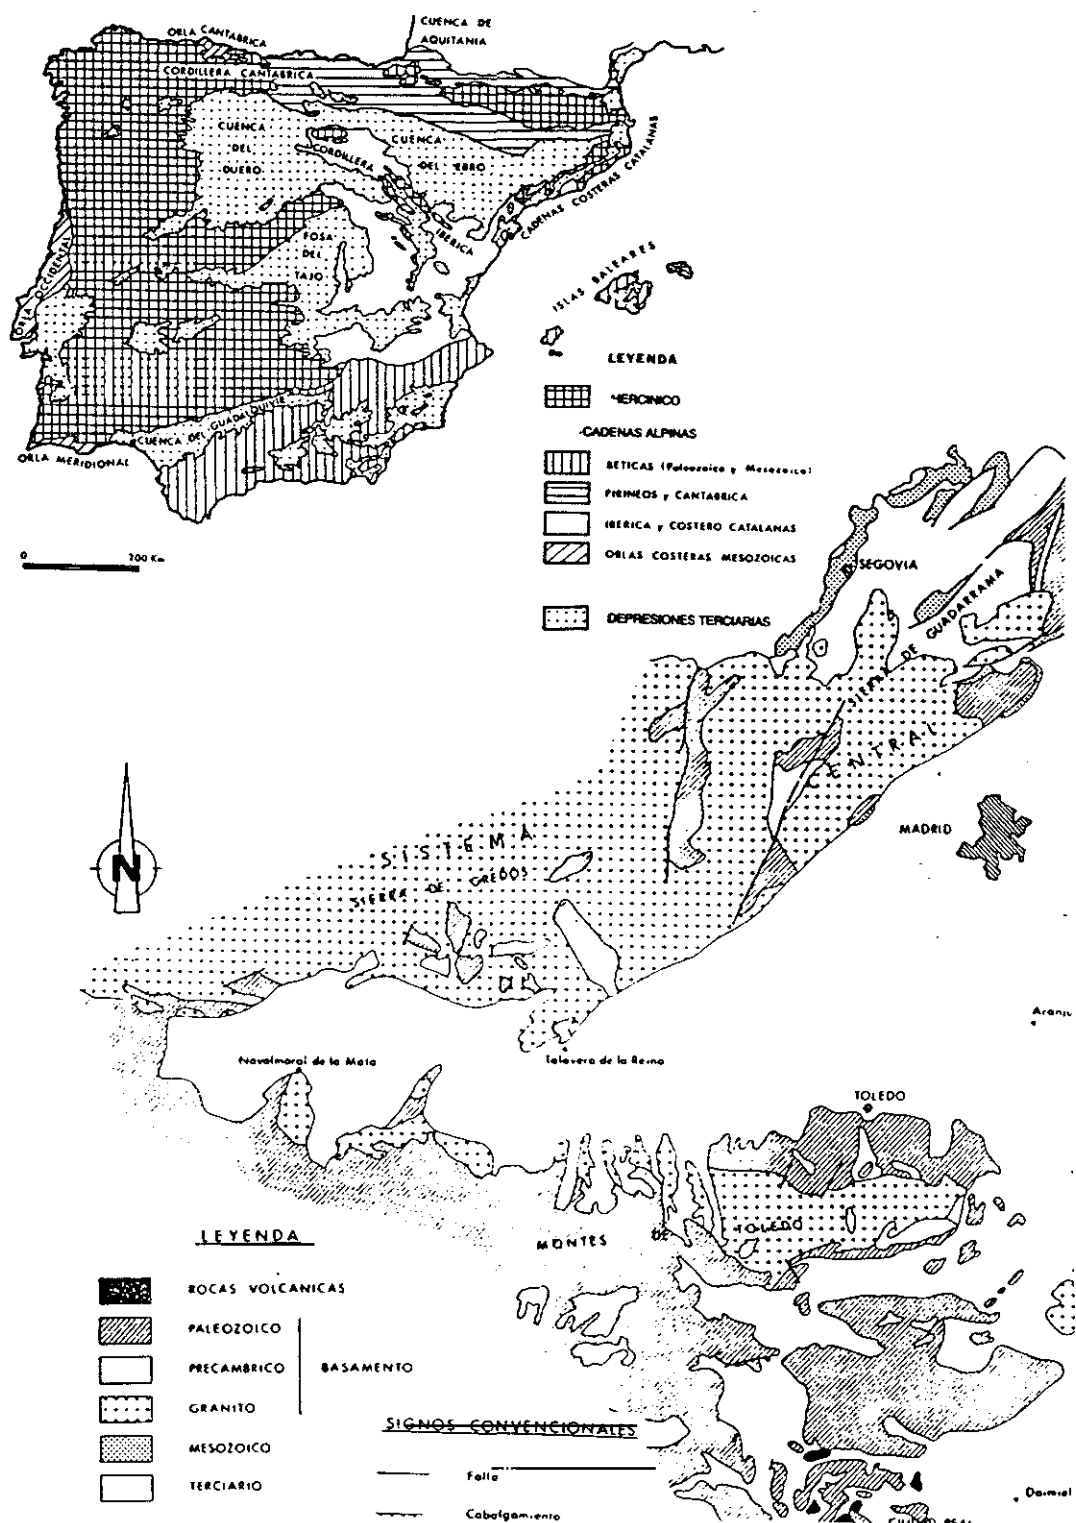 CUENCA DE
AQUITANIA
ORLA CANTABRICA
CORDILLERA CANTABRICA
CUENCA
DEL
DUERO
CUENCA
DEL EBRO
CORDILLERA
IBERICA
CADENAS COSTERAS CATALANAS
FOSA
DEL
TAJO
ORLA OCCIDENTAL
ISLAS BALEARES
CUENCA DEL GUADALQUIVIR
ORLA MERIDIONAL
0 200 Km
LEYENDA
HERCINICO
CADENAS ALPINAS
BETICAS (Paleozoico y Mesozoico)
PIRINEOS y CANTABRICA
IBERICA y COSTERO CATALANAS
ORLAS COSTERAS MESOZOICAS
DEPRESIONES TERCIARIAS
SEGOVIA
SIERRA DE GUADARRAMA
SISTEMA CENTRAL
SIERRA DE GREDOS
MADRID
N
Aranju
Navalmoral de la Mata
Talavera de la Reina
TOLEDO
MONTES DE TOLEDO
LEYENDA
ROCAS VOLCANICAS
PALEOZOICO
PRECAMBRICO
BASAMENTO
GRANITO
MESOZOICO
TERCIARIO
SIGNOS CONVENCIONALES
Falla
Cabalgamiento
Daimiel
CIUDAD REAL